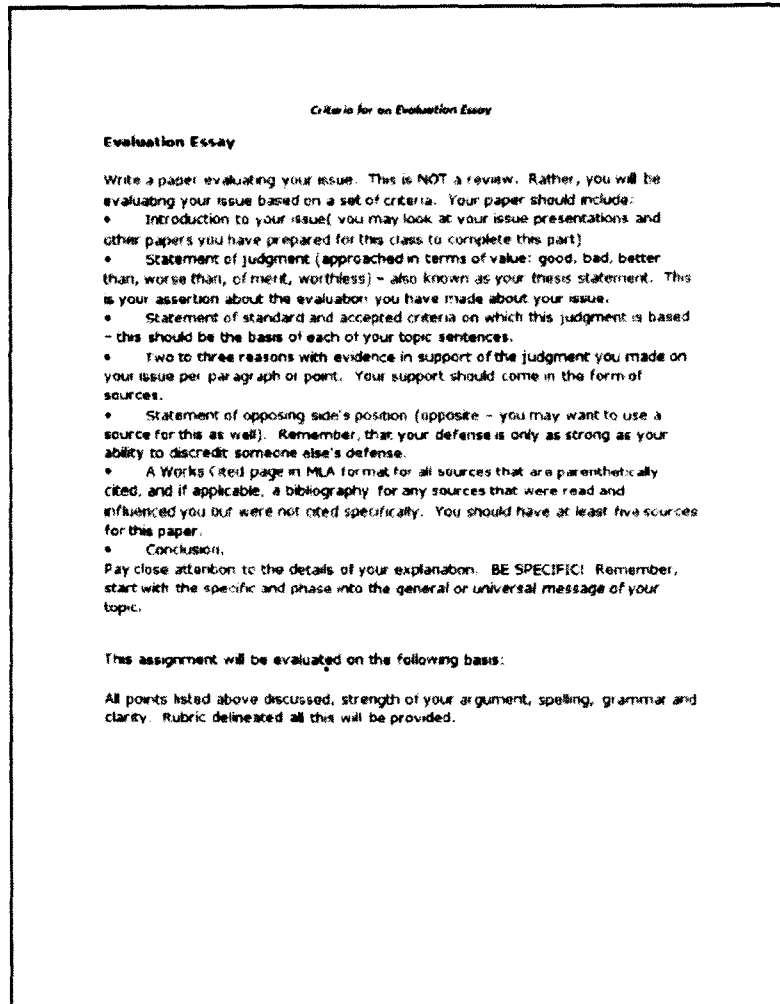 Criteria for an Evaluation Essay
Evaluation Essay
Write a paper evaluating your issue. This is NOT a review. Rather, you will be
evaluating your issue based on a set of criteria. Your paper should include:
• Introduction to your issue( you may look at your issue presentations and
other papers you have prepared for this class to complete this part)
• Statement of judgment (approached in terms of value: good, bad, better
than, worse than, of merit, worthless) – also known as your thesis statement. This
is your assertion about the evaluation you have made about your issue.
• Statement of standard and accepted criteria on which this judgment is based
– this should be the basis of each of your topic sentences.
• Two to three reasons with evidence in support of the judgment you made on
your issue per paragraph or point. Your support should come in the form of
sources.
• Statement of opposing side's position (opposite – you may want to use a
source for this as well). Remember, that your defense is only as strong as your
ability to discredit someone else's defense.
• A Works Cited page in MLA format for all sources that are parenthetically
cited, and if applicable, a bibliography for any sources that were read and
influenced you but were not cited specifically. You should have at least five sources
for this paper.
• Conclusion.
Pay close attention to the details of your explanation. BE SPECIFIC! Remember,
start with the specific and phase into the general or universal message of your
topic.
This assignment will be evaluated on the following basis:
All points listed above discussed, strength of your argument, spelling, grammar and
clarity. Rubric delineated all this will be provided.